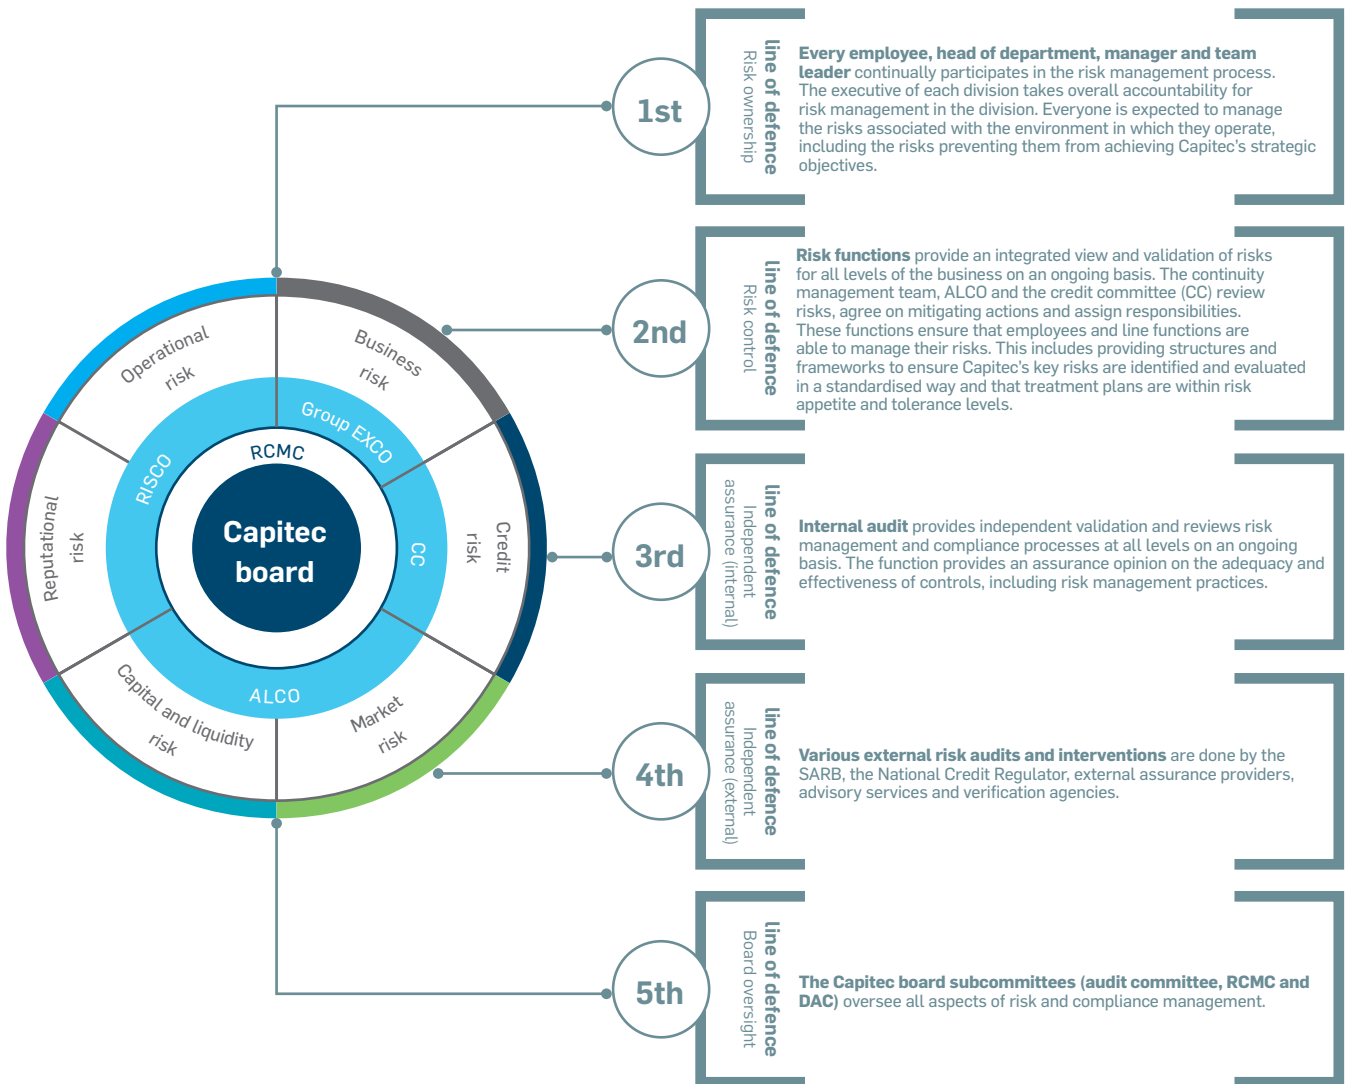 1st
line of defence
Risk ownership
Every employee, head of department, manager and team
leader continually participates in the risk management process.
The executive of each division takes overall accountability for
risk management in the division. Everyone is expected to manage
the risks associated with the environment in which they operate,
including the risks preventing them from achieving Capitec's strategic
objectives.
2nd
line of defence
Risk control
Risk functions provide an integrated view and validation of risks
for all levels of the business on an ongoing basis. The continuity
management team, ALCO and the credit committee (CC) review
risks, agree on mitigating actions and assign responsibilities.
These functions ensure that employees and line functions are
able to manage their risks. This includes providing structures and
frameworks to ensure Capitec's key risks are identified and evaluated
in a standardised way and that treatment plans are within risk
appetite and tolerance levels.
3rd
line of defence
Independent
assurance (internal)
Internal audit provides independent validation and reviews risk
management and compliance processes at all levels on an ongoing
basis. The function provides an assurance opinion on the adequacy and
effectiveness of controls, including risk management practices.
4th
line of defence
Independent
assurance (external)
Various external risk audits and interventions are done by the
SARB, the National Credit Regulator, external assurance providers,
advisory services and verification agencies.
5th
line of defence
Board oversight
The Capitec board subcommittees (audit committee, RCMC and
DAC) oversee all aspects of risk and compliance management.
Operational
risk
Business
risk
Credit
risk
Market
risk
Capital and liquidity
risk
Reputational
risk
RISCO
Group EXCO
CC
ALCO
RCMC
Capitec
board